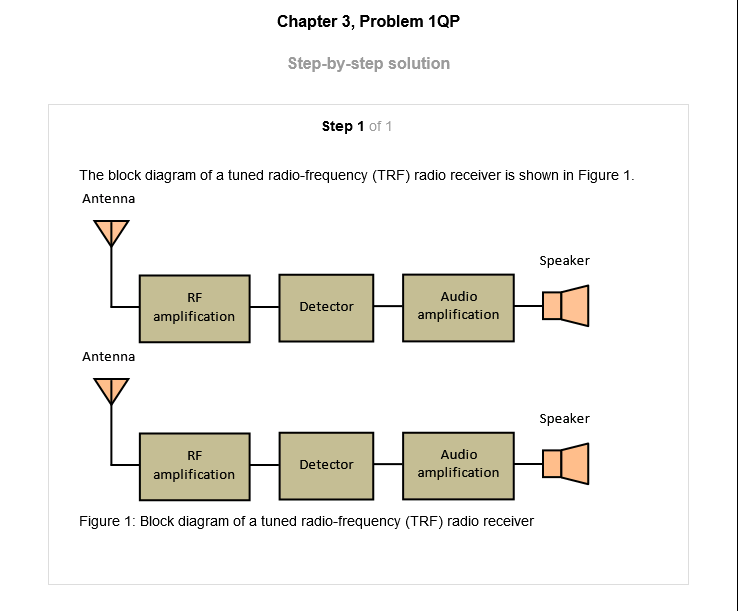 Chapter 3, Problem 1QP
Step-by-step solution
Step 1 of 1
The block diagram of a tuned radio-frequency (TRF) radio receiver is shown in Figure 1.
Antenna
Speaker
RF
amplification
Detector
Audio
amplification
Antenna
Speaker
RF
amplification
Detector
Audio
amplification
Figure 1: Block diagram of a tuned radio-frequency (TRF) radio receiver